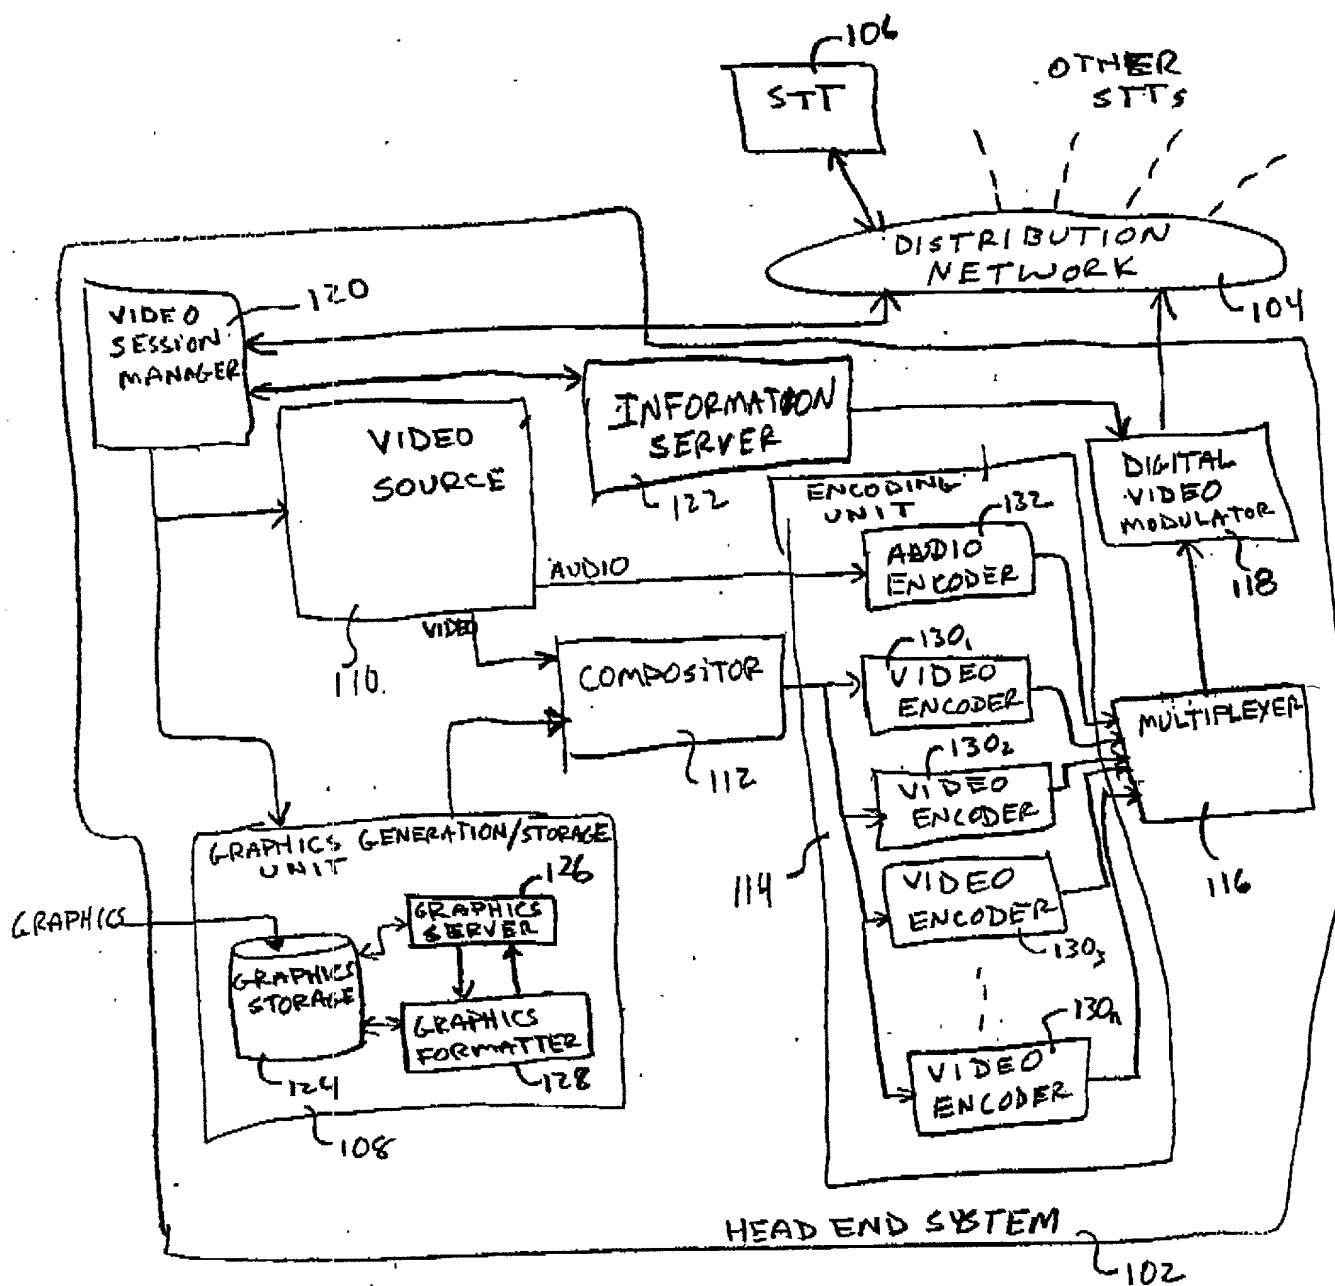 106
STT
OTHER
STTs
DISTRIBUTION
NETWORK
104
120
VIDEO
SESSION
MANAGER
INFORMATION
SERVER
122
VIDEO
SOURCE
110
AUDIO
VIDEO
ENCODING
UNIT
132
AUDIO
ENCODER
DIGITAL
VIDEO
MODULATOR
118
COMPOSITOR
112
130₁
VIDEO
ENCODER
130₂
VIDEO
ENCODER
VIDEO
ENCODER
130₃
130ₙ
VIDEO
ENCODER
114
MULTIPLEXER
116
GRAPHICS GENERATION/STORAGE
UNIT
GRAPHICS
126
GRAPHICS
SERVER
GRAPHICS
STORAGE
124
GRAPHICS
FORMATTER
128
108
HEAD END SYSTEM
102